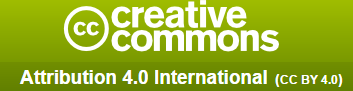 cc creative
commons
Attribution 4.0 International (CC BY 4.0)